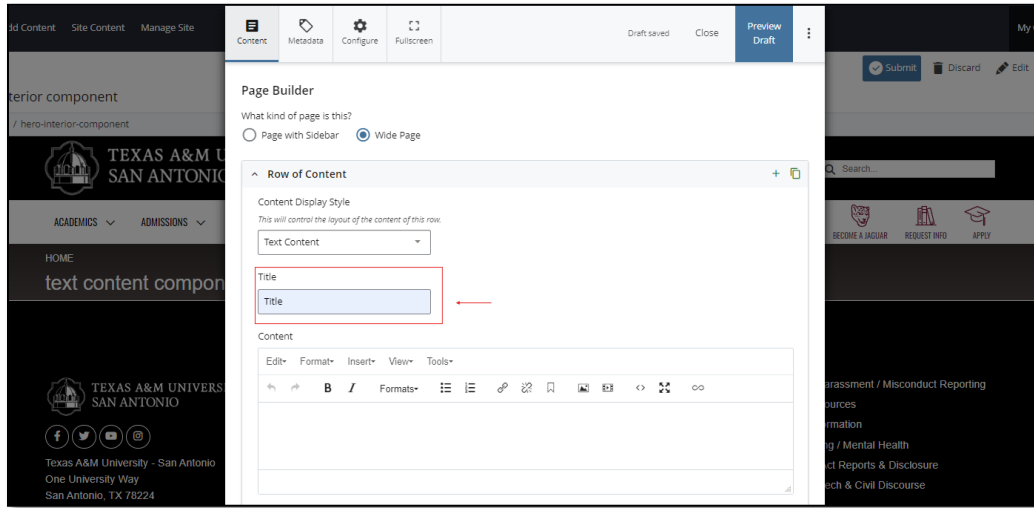 Content Metadata Configure Fullscreen Draft saved Close Preview Draft
Add Content Site Content Manage Site My
Submit Discard Edit
interior component
/ hero-interior-component
Page Builder
What kind of page is this?
Page with Sidebar Wide Page
TEXAS A&M U
SAN ANTONIO
Search...
Row of Content
Content Display Style
This will control the layout of the content of this row.
Text Content
ACADEMICS ADMISSIONS
BECOME A JAGUAR REQUEST INFO APPLY
HOME
text content compon
Title
Title
Content
Edit Format Insert View Tools
B I Formats
TEXAS A&M UNIVERS
SAN ANTONIO
Texas A&M University - San Antonio
One University Way
San Antonio, TX 78224
arassment / Misconduct Reporting
ources
rmation
ng / Mental Health
ct Reports & Disclosure
ech & Civil Discourse